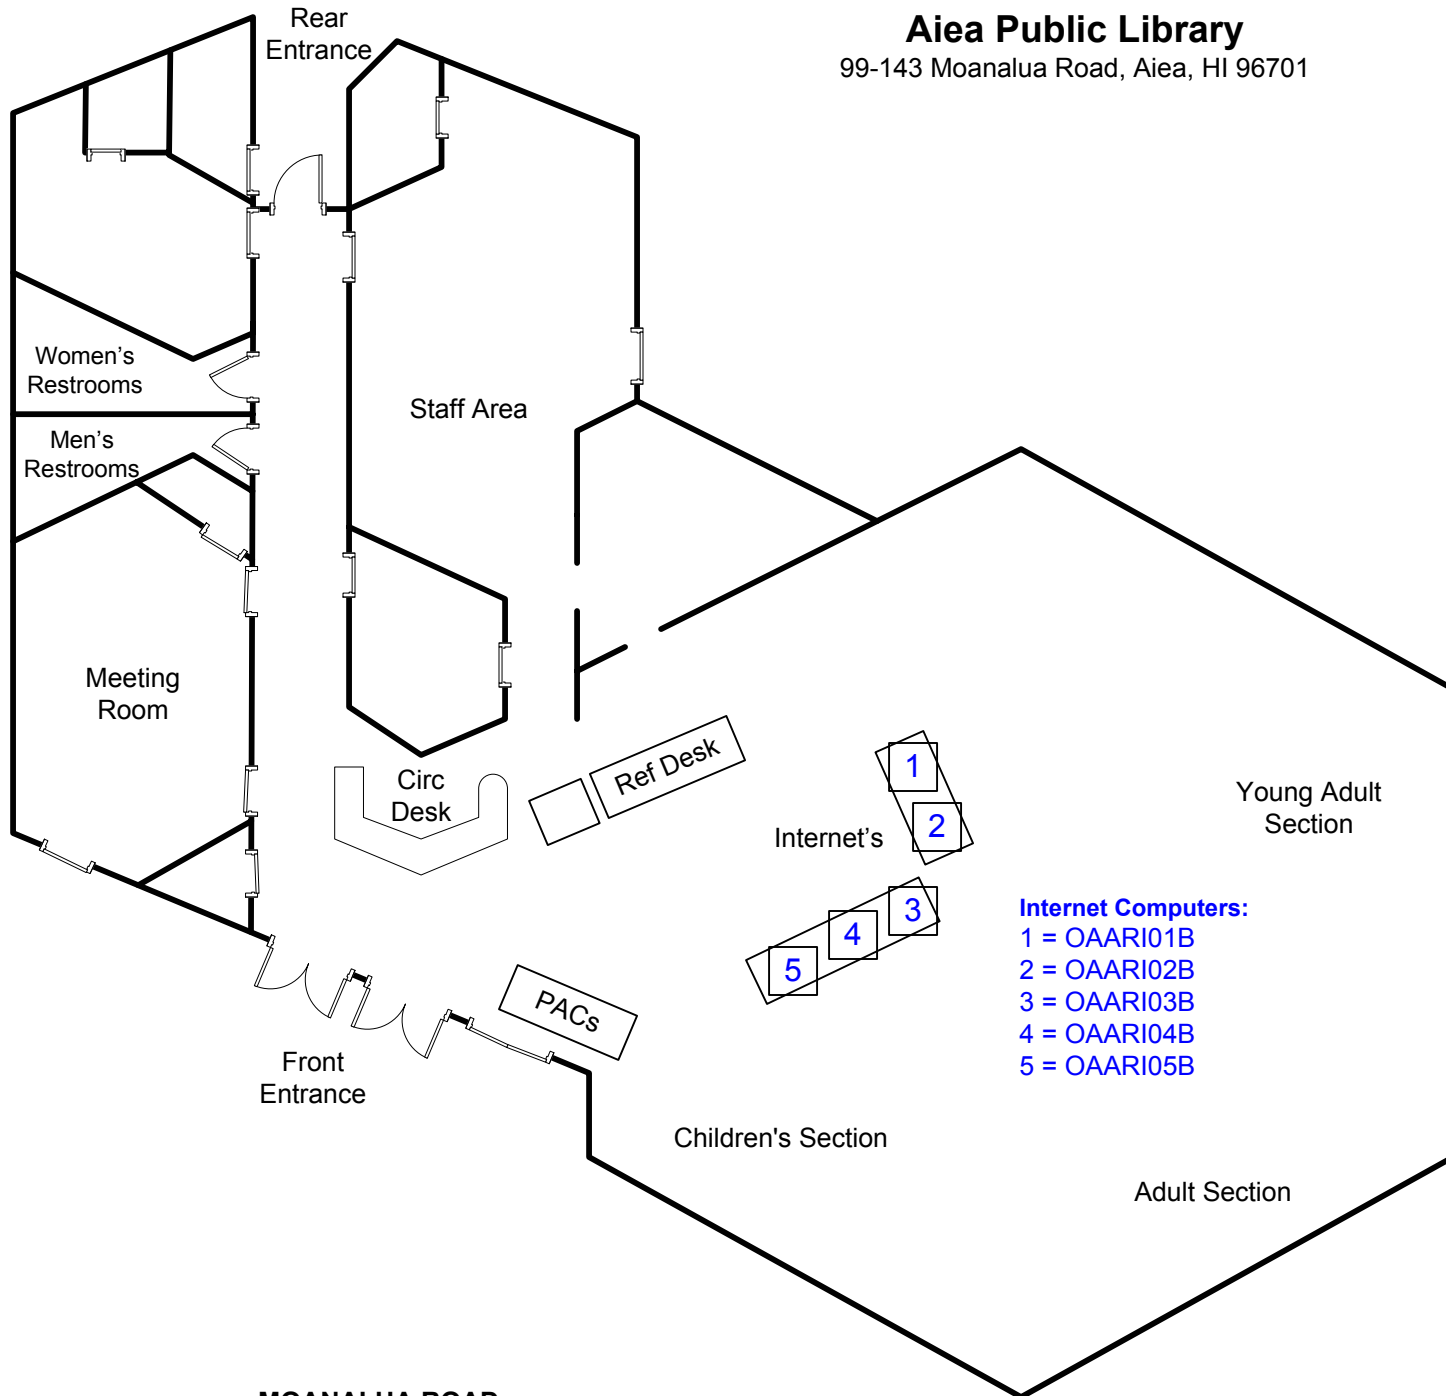 Aiea Public Library
99-143 Moanalua Road, Aiea, HI 96701
Rear
Entrance
Women's
Restrooms
Men's
Restrooms
Staff Area
Meeting
Room
Circ
Desk
Ref Desk
Internet's
1
2
3
4
5
Young Adult
Section
Internet Computers:
1 = OAARI01B
2 = OAARI02B
3 = OAARI03B
4 = OAARI04B
5 = OAARI05B
PACs
Front
Entrance
Children's Section
Adult Section
MOANALUA ROAD